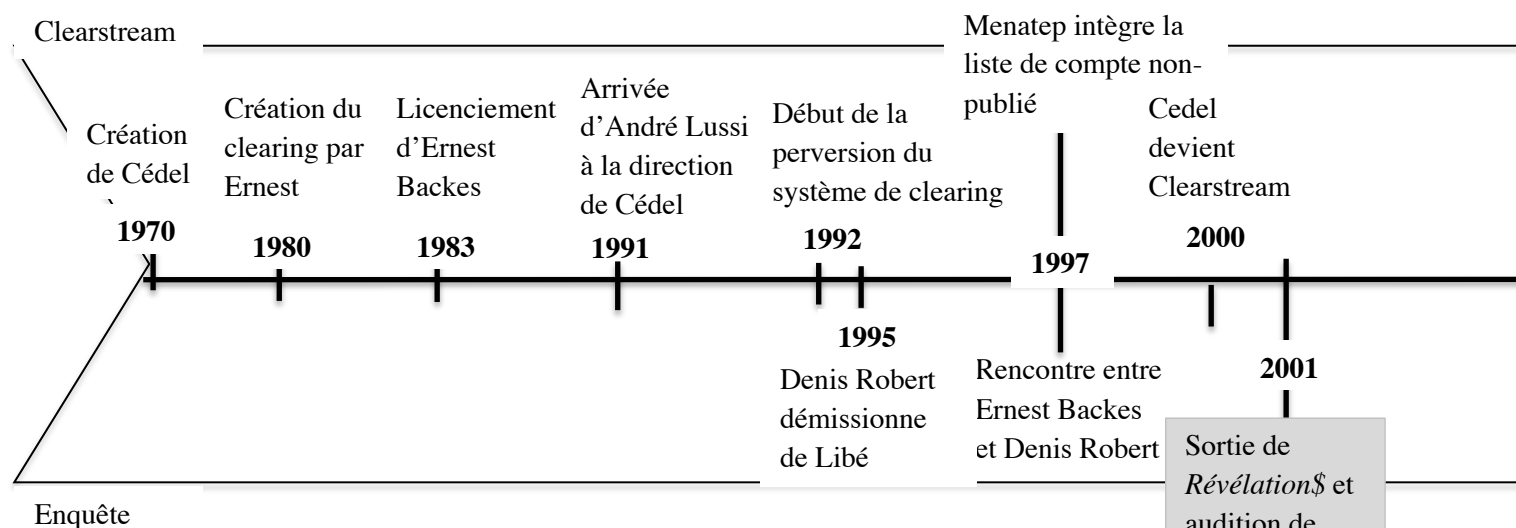 Clearstream
Création
de Cédel
1970
Création du
clearing par
Ernest
1980
Licenciement
d’Ernest
Backes
1983
Arrivée
d’André Lussi
à la direction
de Cédel
1991
Début de la
perversion du
système de clearing
1992
Menatep intègre la
liste de compte non-
publié
1997
Cedel
devient
Clearstream
2000
1995
Denis Robert
démissionne
de Libé
Rencontre entre
Ernest Backes
et Denis Robert
2001
Sortie de
Révélation$ et
audition de
Enquête